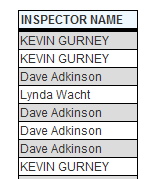 INSPECTOR NAME
KEVIN GURNEY
KEVIN GURNEY
Dave Adkinson
Lynda Wacht
Dave Adkinson
Dave Adkinson
Dave Adkinson
KEVIN GURNEY